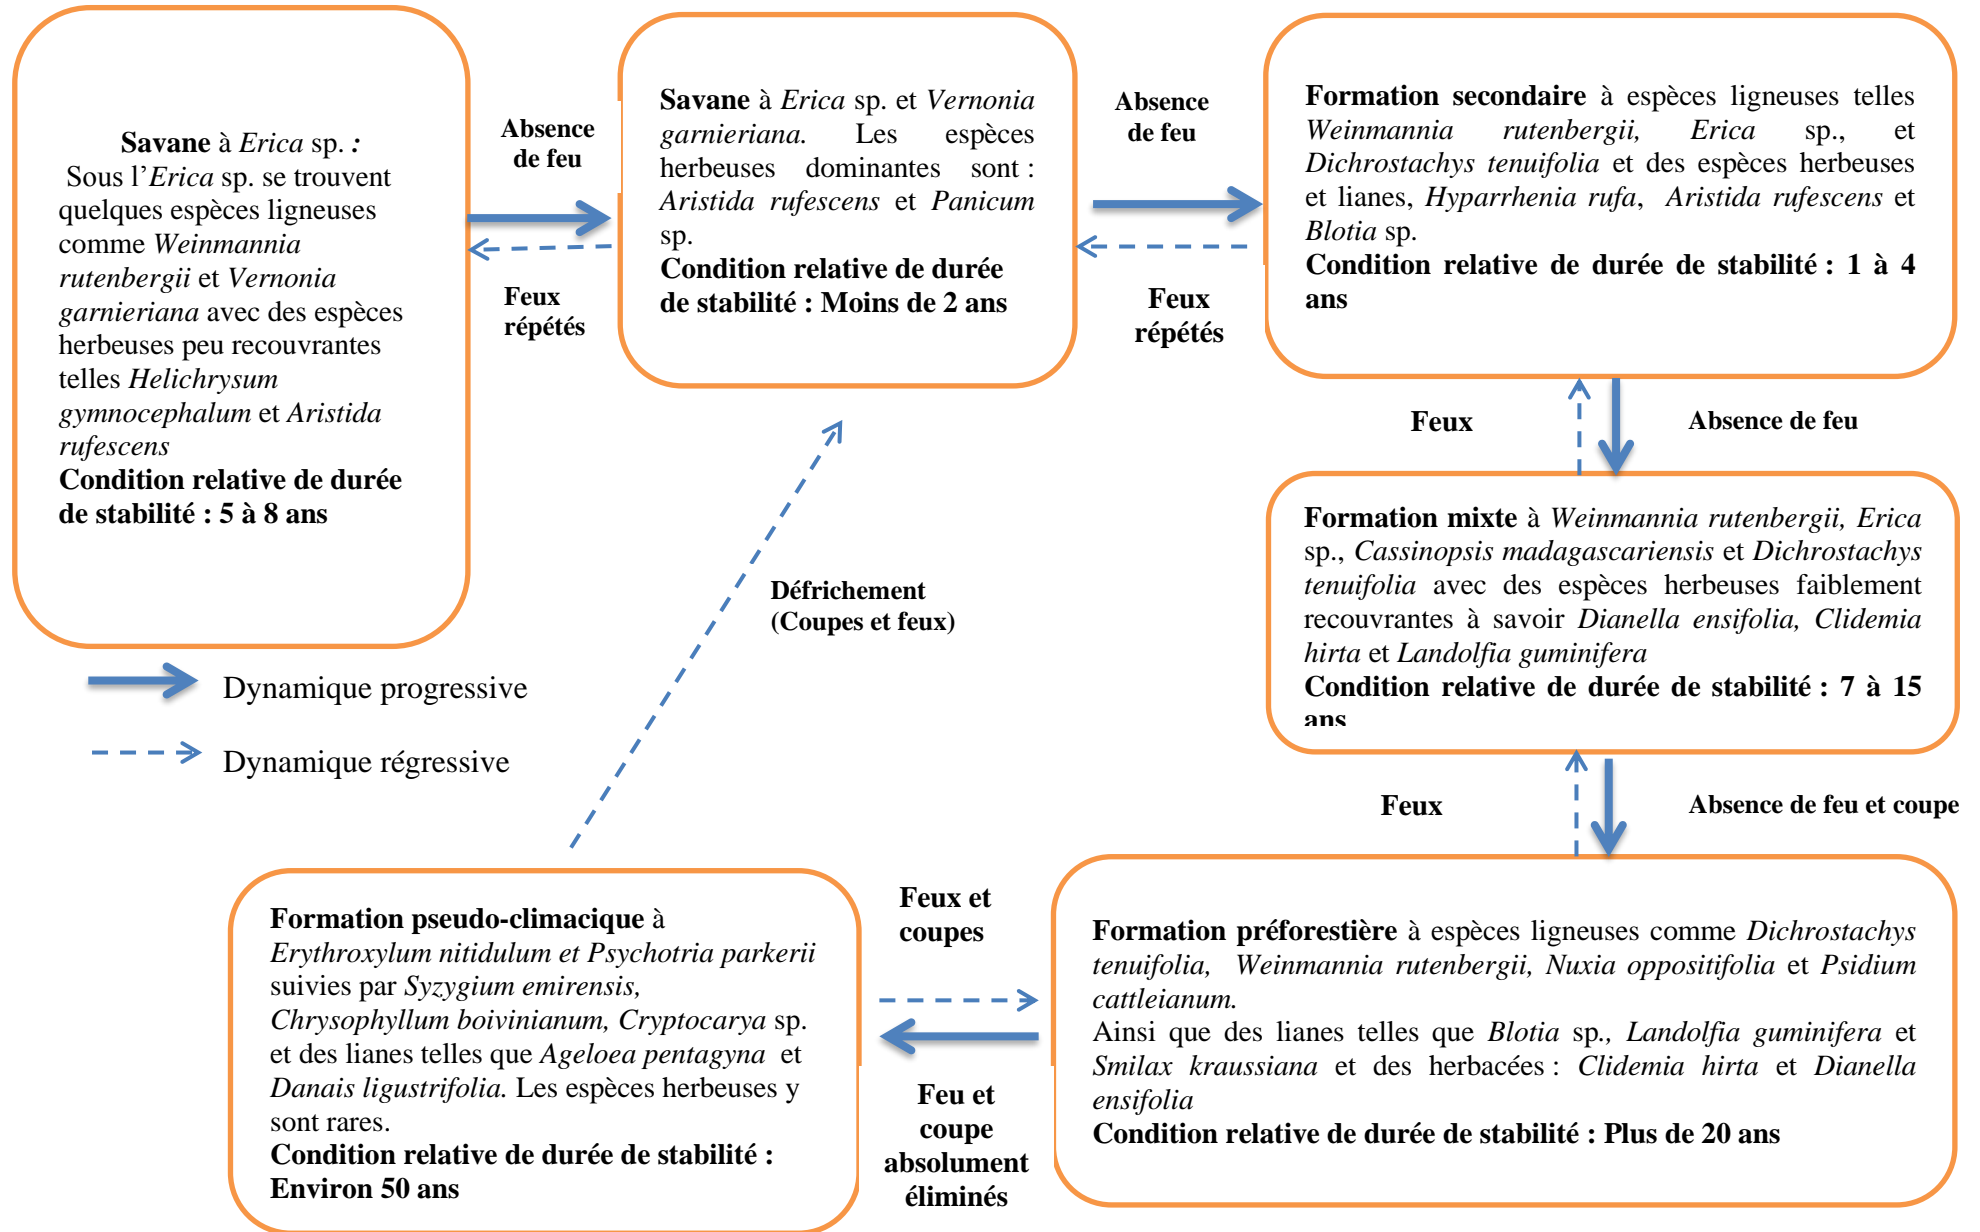 Savane à Erica sp. :
Sous l’Erica sp. se trouvent
quelques espèces ligneuses
comme Weinmannia
rutenbergii et Vernonia
garnieriana avec des espèces
herbeuses peu recouvrantes
telles Helichrysum
gymnocephalum et Aristida
rufescens
Condition relative de durée
de stabilité : 5 à 8 ans
Absence
de feu
Feux
répétés
Savane à Erica sp. et Vernonia
garnieriana. Les espèces
herbeuses dominantes sont :
Aristida rufescens et Panicum
sp.
Condition relative de durée
de stabilité : Moins de 2 ans
Absence
de feu
Feux
répétés
Formation secondaire à espèces ligneuses telles
Weinmannia rutenbergii, Erica sp., et
Dichrostachys tenuifolia et des espèces herbeuses
et lianes, Hyparrhenia rufa, Aristida rufescens et
Blotia sp.
Condition relative de durée de stabilité : 1 à 4
ans
Feux
Absence de feu
Formation mixte à Weinmannia rutenbergii, Erica
sp., Cassinopsis madagascariensis et Dichrostachys
tenuifolia avec des espèces herbeuses faiblement
recouvrantes à savoir Dianella ensifolia, Clidemia
hirta et Landolfia guminifera
Condition relative de durée de stabilité : 7 à 15
ans
Défrichement
(Coupes et feux)
Dynamique progressive
Dynamique régressive
Feux
Absence de feu et coupe
Formation préforestière à espèces ligneuses comme Dichrostachys
tenuifolia, Weinmannia rutenbergii, Nuxia oppositifolia et Psidium
cattleianum.
Ainsi que des lianes telles que Blotia sp., Landolfia guminifera et
Smilax kraussiana et des herbacées : Clidemia hirta et Dianella
ensifolia
Condition relative de durée de stabilité : Plus de 20 ans
Feux et
coupes
Feu et
coupe
absolument
éliminés
Formation pseudo-climacique à
Erythroxylum nitidulum et Psychotria parkerii
suivies par Syzygium emirensis,
Chrysophyllum boivinianum, Cryptocarya sp.
et des lianes telles que Ageloea pentagyna et
Danais ligustrifolia. Les espèces herbeuses y
sont rares.
Condition relative de durée de stabilité :
Environ 50 ans